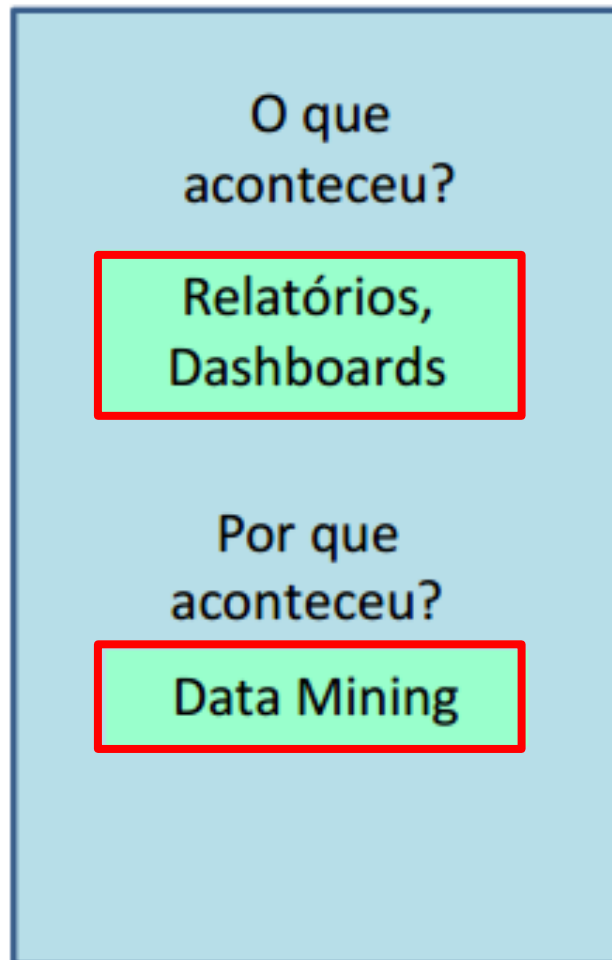 O que
aconteceu?
Relatórios,
Dashboards
Por que
aconteceu?
Data Mining